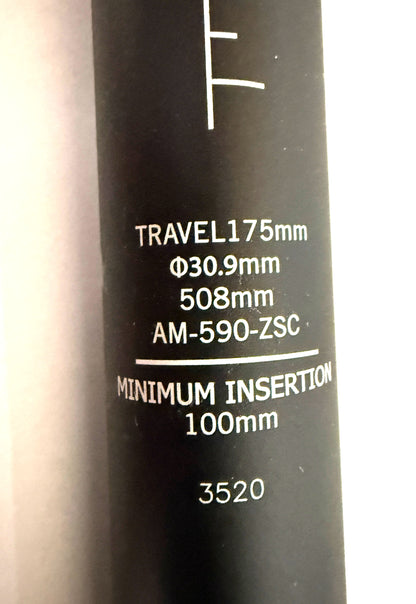 TRAVEL175mm
Φ30.9mm
508mm
AM-590-ZSC
MINIMUM INSERTION
100mm
3520